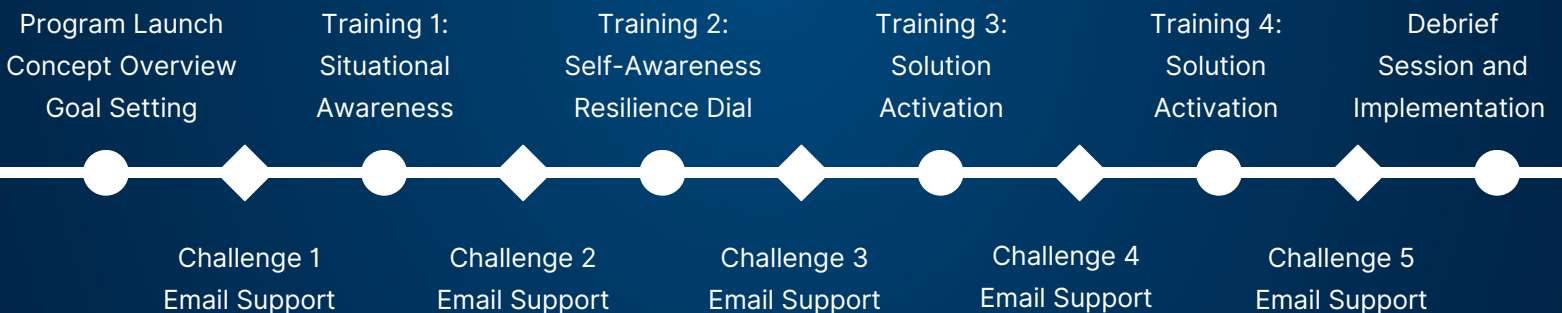 Program Launch
Concept Overview
Goal Setting
Training 1:
Situational
Awareness
Training 2:
Self-Awareness
Resilience Dial
Training 3:
Solution
Activation
Training 4:
Solution
Activation
Debrief
Session and
Implementation
Challenge 1
Email Support
Challenge 2
Email Support
Challenge 3
Email Support
Challenge 4
Email Support
Challenge 5
Email Support